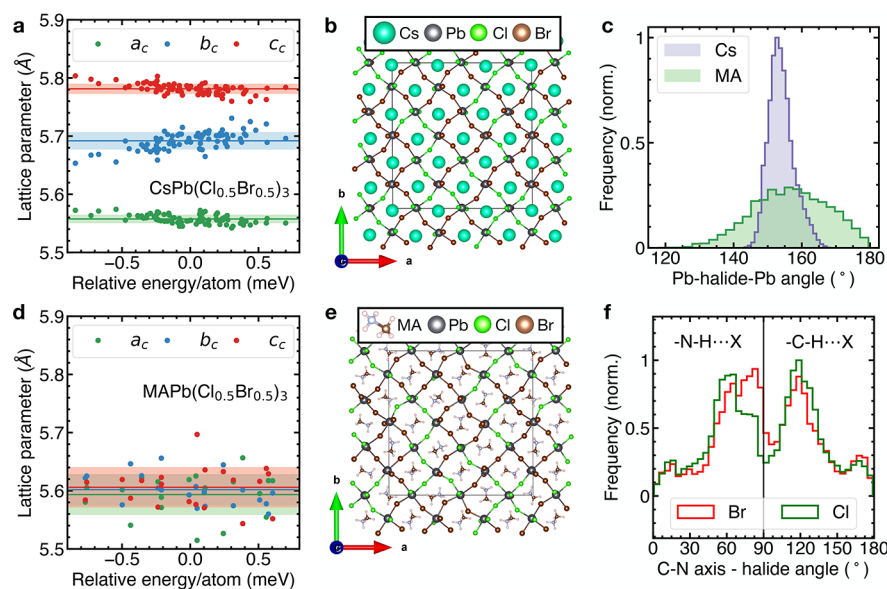 a
5.9
5.8
5.7
5.6
5.5
Lattice parameter (Å)
a_c b_c c_c
CsPb(Cl₀.₅Br₀.₅)₃
−0.5 0.0 0.5
Relative energy/atom (meV)
b
Cs Pb Cl Br
b
c
a
c
1
0.5
0
Frequency (norm.)
Cs
MA
120 140 160 180
Pb-halide-Pb angle (°)
d
5.9
5.8
5.7
5.6
5.5
Lattice parameter (Å)
a_c b_c c_c
MAPb(Cl₀.₅Br₀.₅)₃
−0.5 0.0 0.5
Relative energy/atom (meV)
e
MA Pb Cl Br
b
c
a
f
-N-H···X -C-H···X
1
0.5
0
Frequency (norm.)
Br Cl
0 30 60 90 120 150 180
C-N axis - halide angle (°)